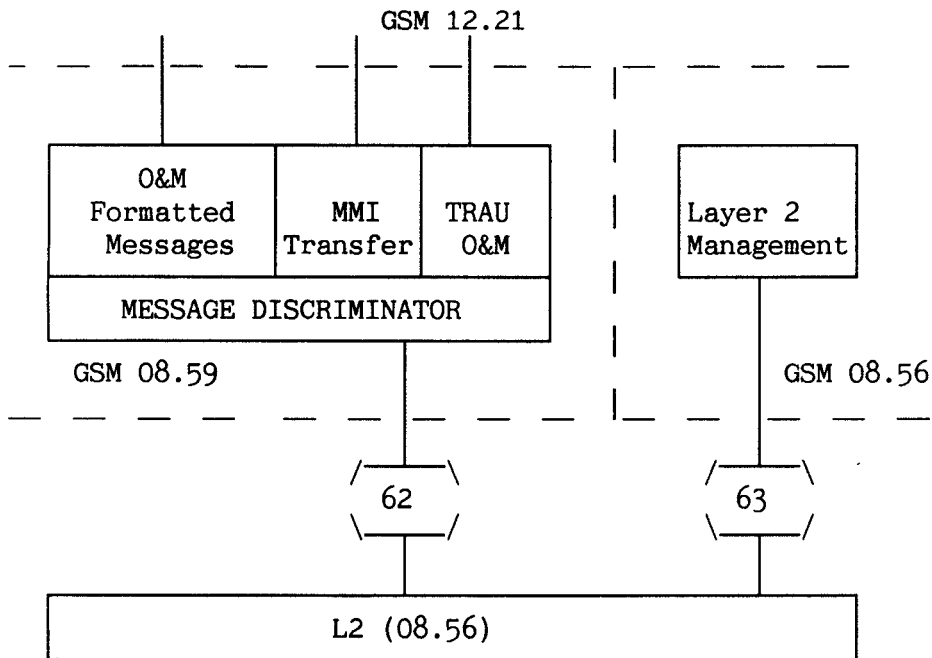 GSM 12.21
O&M
Formatted
Messages
MMI
Transfer
TRAU
O&M
Layer 2
Management
MESSAGE DISCRIMINATOR
GSM 08.59
GSM 08.56
62
63
L2 (08.56)